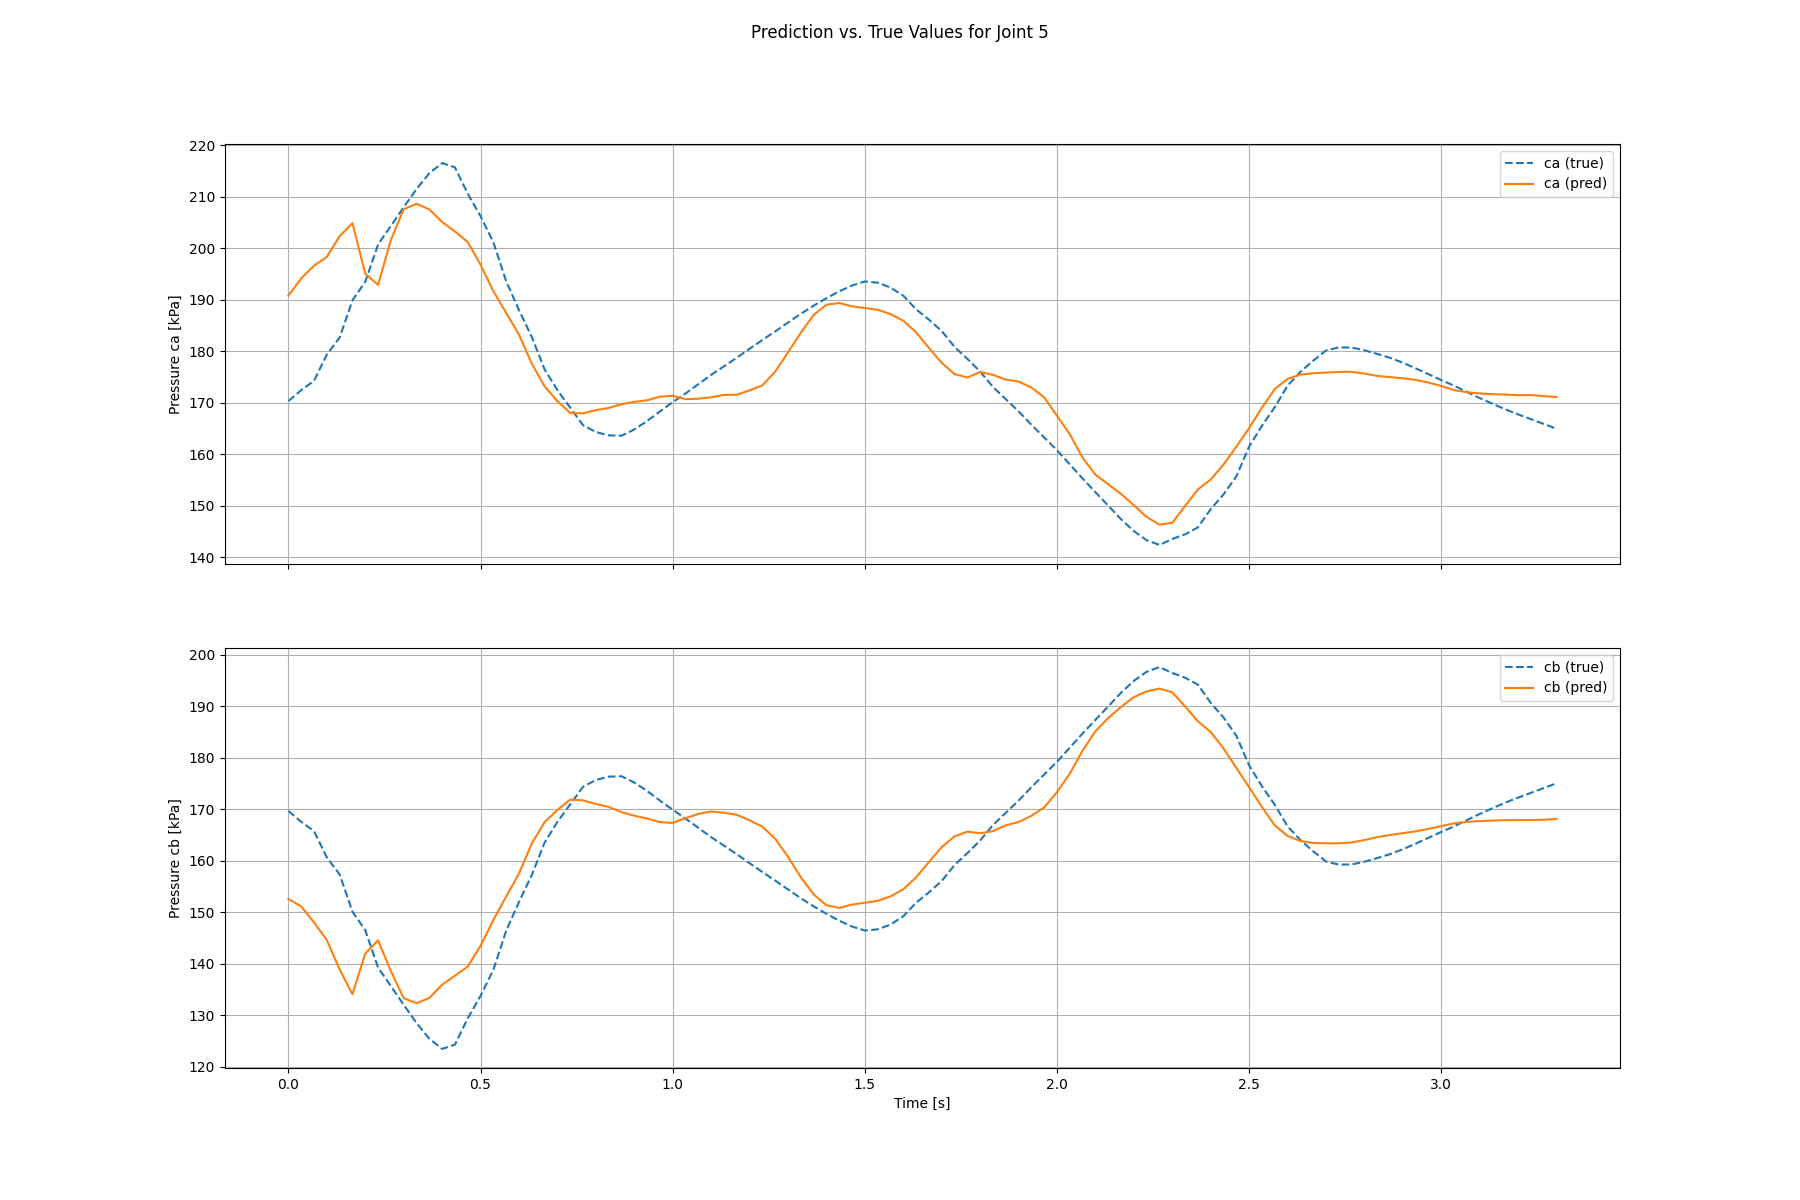 Prediction vs. True Values for Joint 5
220
210
200
190
180
170
160
150
140
Pressure ca [kPa]
ca (true)
ca (pred)
200
190
180
170
160
150
140
130
120
Pressure cb [kPa]
cb (true)
cb (pred)
0.0 0.5 1.0 1.5 2.0 2.5 3.0
Time [s]